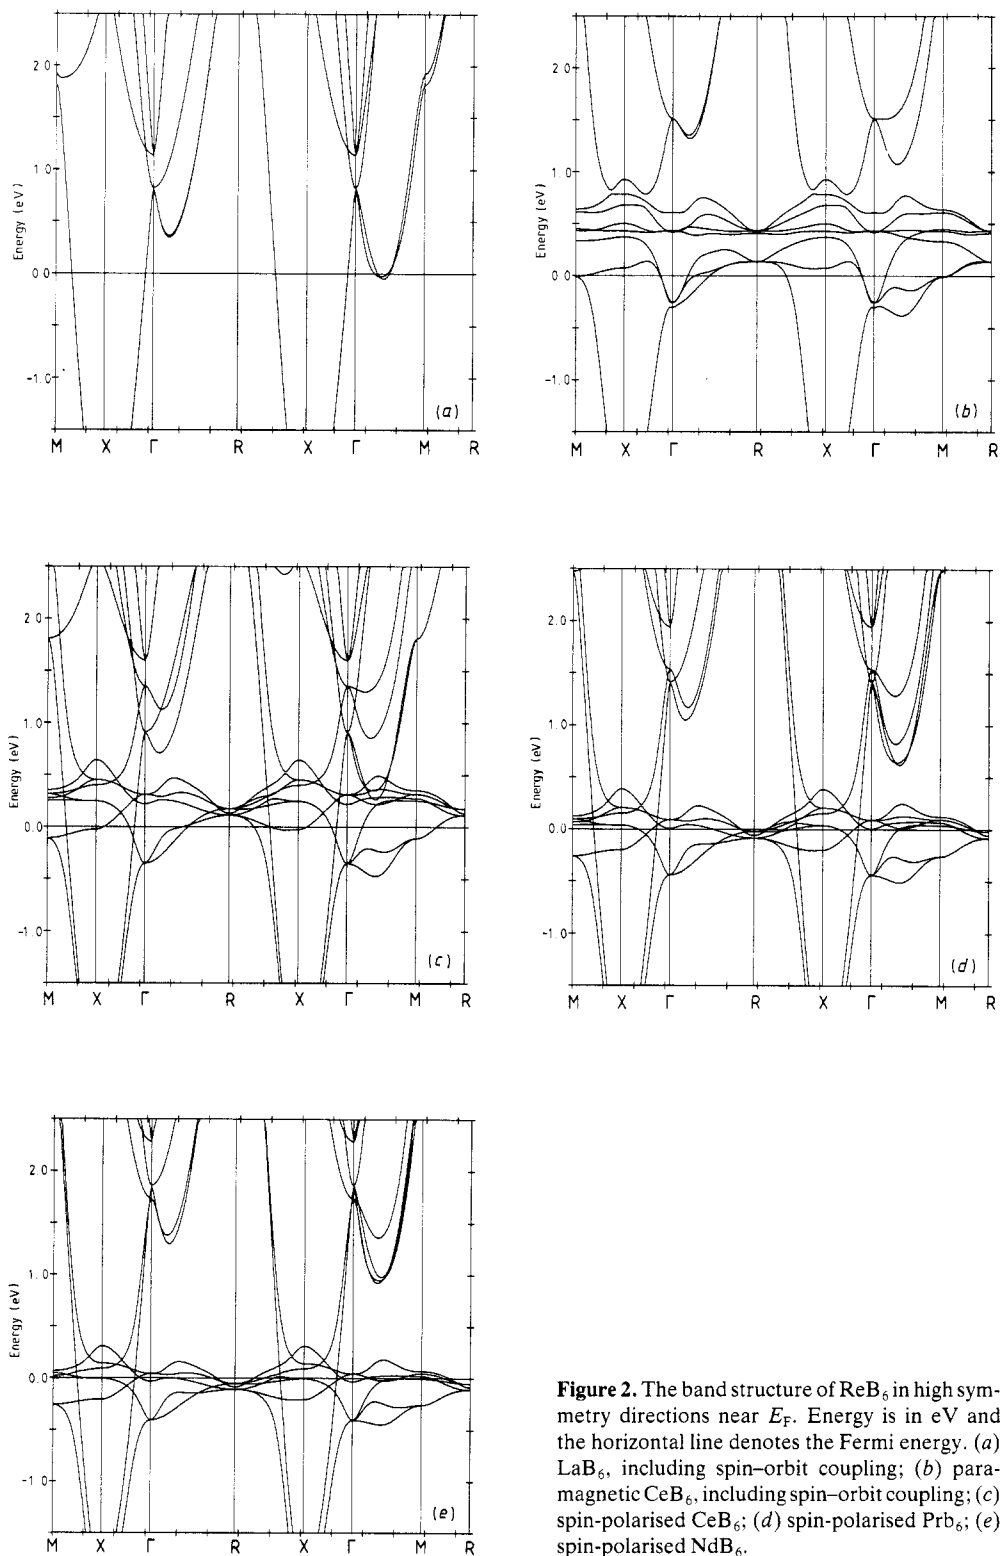 2.0
1.0
0.0
-1.0
Energy (eV)
(a)
M X Γ R X Γ M R
2.0
1.0
0.0
-1.0
Energy (eV)
(b)
M X Γ R X Γ M R
2.0
1.0
0.0
-1.0
Energy (eV)
(c)
M X Γ R X Γ M R
2.0
1.0
0.0
-1.0
Energy (eV)
(d)
M X Γ R X Γ M R
2.0
1.0
0.0
-1.0
Energy (eV)
(e)
M X Γ R X Γ M R
Figure 2. The band structure of ReB₆ in high sym-
metry directions near E_F. Energy is in eV and
the horizontal line denotes the Fermi energy. (a)
LaB₆, including spin–orbit coupling; (b) para-
magnetic CeB₆, including spin–orbit coupling; (c)
spin-polarised CeB₆; (d) spin-polarised Prb₆; (e)
spin-polarised NdB₆.